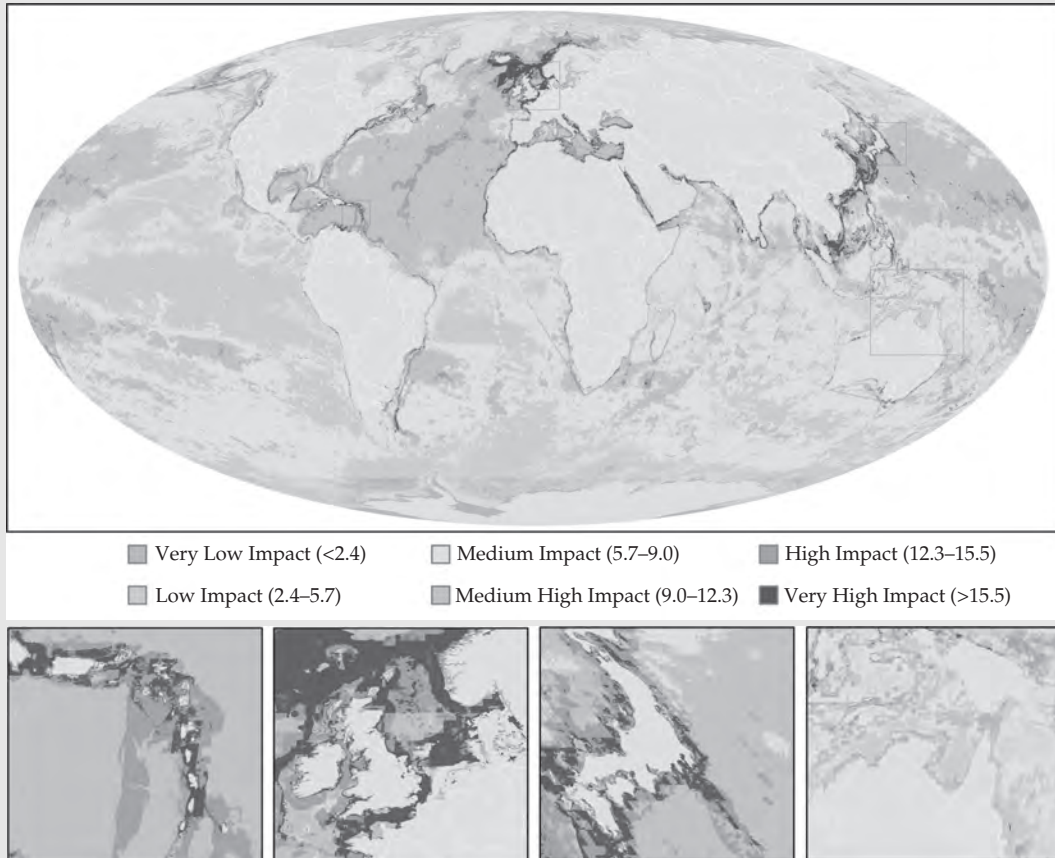 Very Low Impact (<2.4)
Medium Impact (5.7–9.0)
High Impact (12.3–15.5)
Low Impact (2.4–5.7)
Medium High Impact (9.0–12.3)
Very High Impact (>15.5)